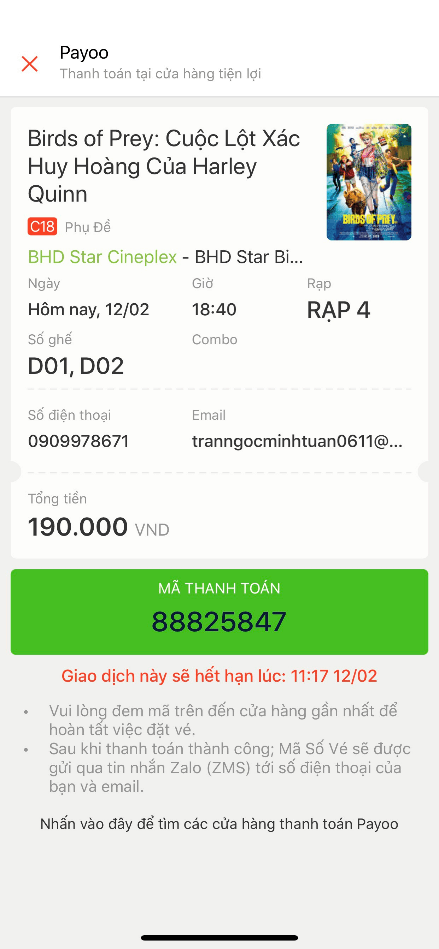 Payoo
Thanh toán tại cửa hàng tiện lợi
Birds of Prey: Cuộc Lột Xác
Huy Hoàng Của Harley
Quinn
BIRDS OF PREY
C18 Phụ Đề
BHD Star Cineplex - BHD Star Bi...
Ngày Giờ Rạp
Hôm nay, 12/02 18:40 RẠP 4
Số ghế Combo
D01, D02
Số điện thoại Email
0909978671 tranngocminhtuan0611@...
Tổng tiền
190.000 VND
MÃ THANH TOÁN
88825847
Giao dịch này sẽ hết hạn lúc: 11:17 12/02
• Vui lòng đem mã trên đến cửa hàng gần nhất để
hoàn tất việc đặt vé.
• Sau khi thanh toán thành công; Mã Số Vé sẽ được
gửi qua tin nhắn Zalo (ZMS) tới số điện thoại của
bạn và email.
Nhấn vào đây để tìm các cửa hàng thanh toán Payoo